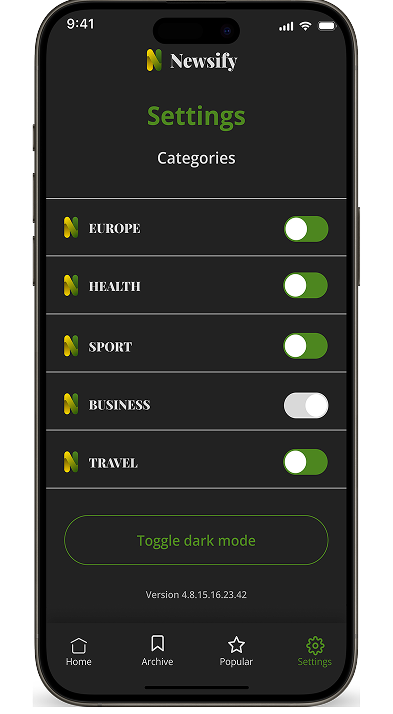 9:41
Newsify
Settings
Categories
EUROPE
HEALTH
SPORT
BUSINESS
TRAVEL
Toggle dark mode
Version 4.8.15.16.23.42
Home Archive Popular Settings